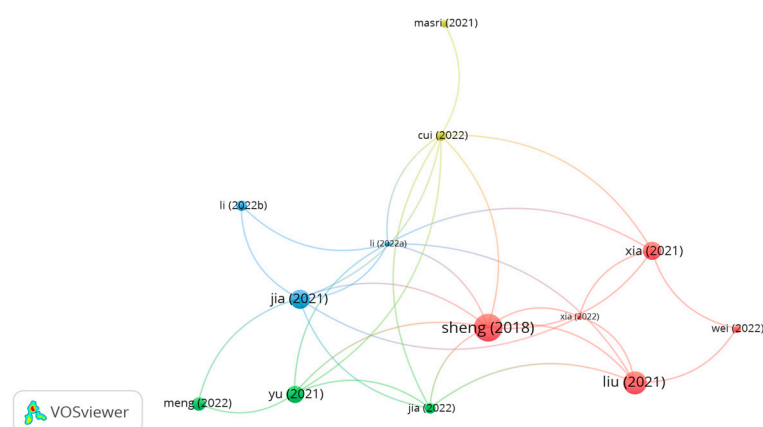 masri (2021)
cui (2022)
li (2022b)
li (2022a)
xia (2021)
jia (2021)
xia (2022)
sheng (2018)
wei (2022)
liu (2021)
yu (2021)
meng (2022)
jia (2022)
VOSviewer